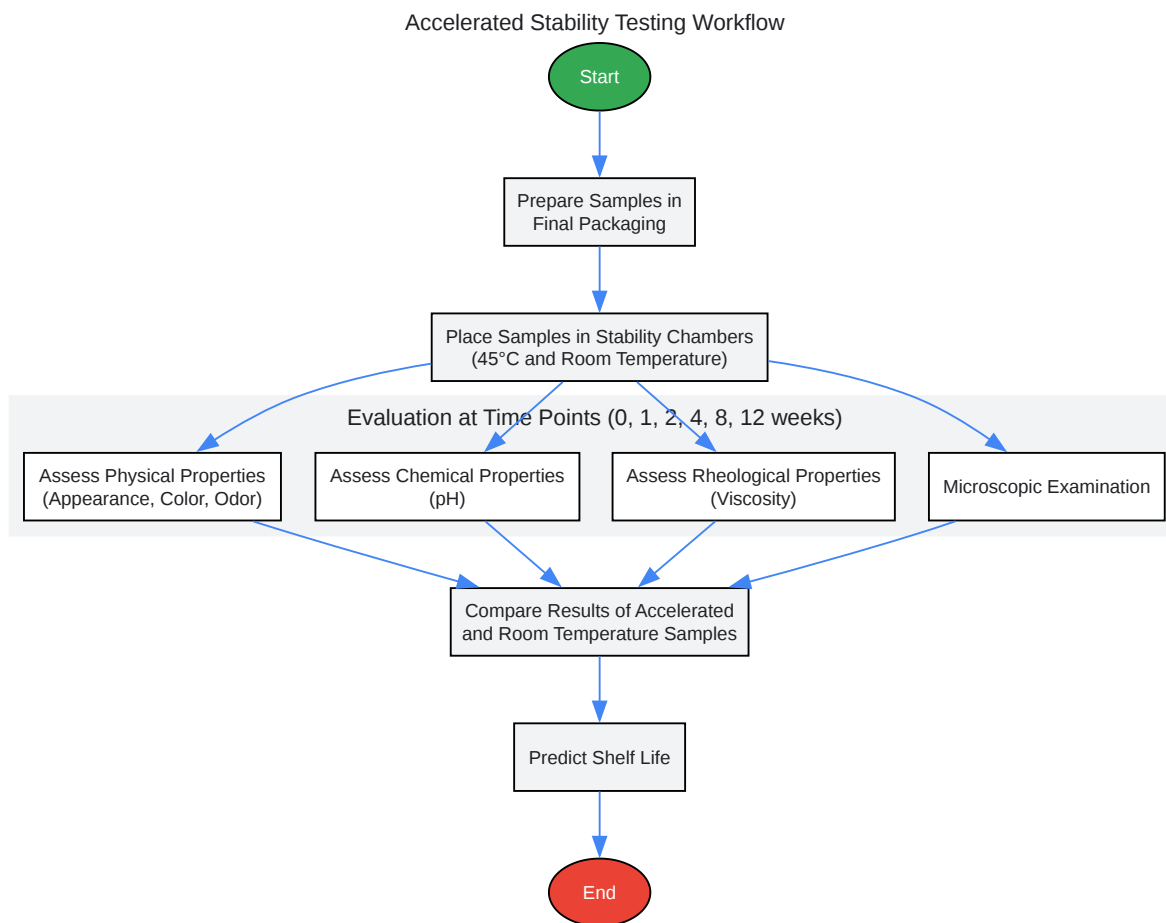 Accelerated Stability Testing Workflow
Start
Prepare Samples in
Final Packaging
Place Samples in Stability Chambers
(45°C and Room Temperature)
Evaluation at Time Points (0, 1, 2, 4, 8, 12 weeks)
Assess Physical Properties
(Appearance, Color, Odor)
Assess Chemical Properties
(pH)
Assess Rheological Properties
(Viscosity)
Microscopic Examination
Compare Results of Accelerated
and Room Temperature Samples
Predict Shelf Life
End